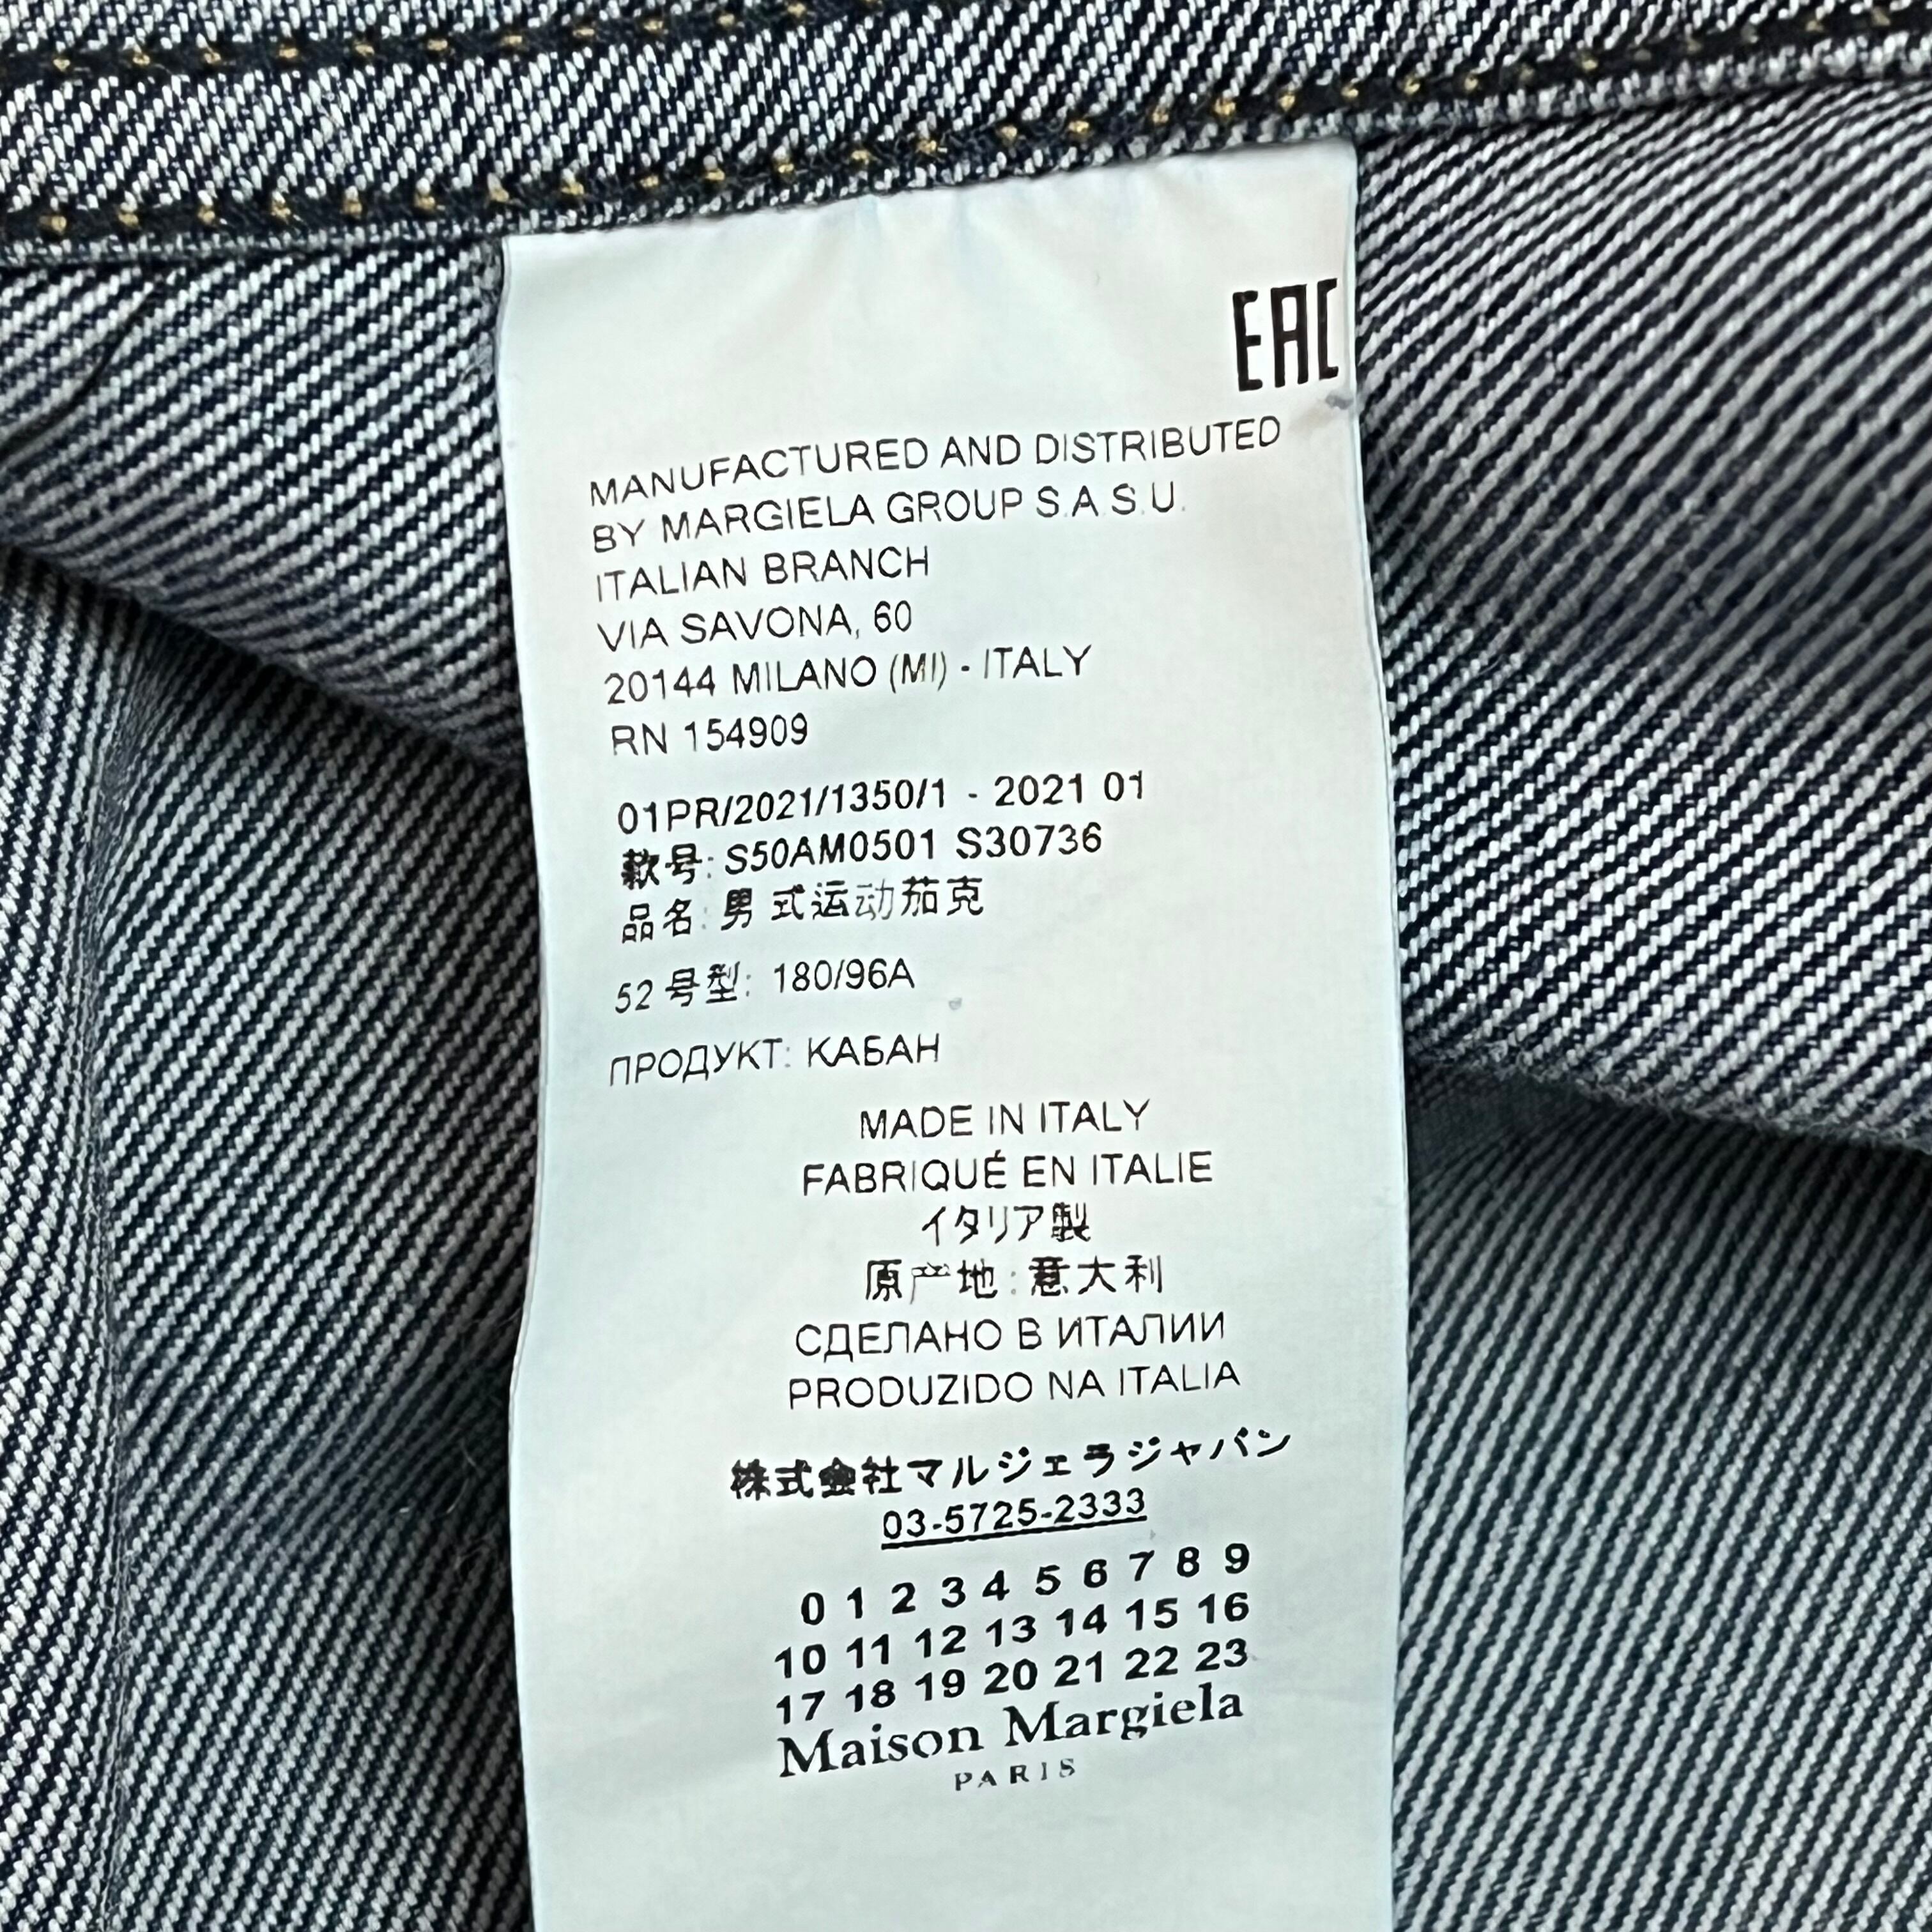 EAC
MANUFACTURED AND DISTRIBUTED
BY MARGIELA GROUP S.A.S.U.
ITALIAN BRANCH
VIA SAVONA, 60
20144 MILANO (MI) - ITALY
RN 154909
01PR/2021/1350/1 - 2021 01
款号: S50AM0501 S30736
品名: 男式运动茄克
52 号型: 180/96A
ПРОДУКТ: КАБАН
MADE IN ITALY
FABRIQUÉ EN ITALIE
イタリア製
原产地: 意大利
СДЕЛАНО В ИТАЛИИ
PRODUZIDO NA ITALIA
株式会社マルジェラジャパン
03-5725-2333
0 1 2 3 4 5 6 7 8 9
10 11 12 13 14 15 16
17 18 19 20 21 22 23
Maison Margiela
PARIS